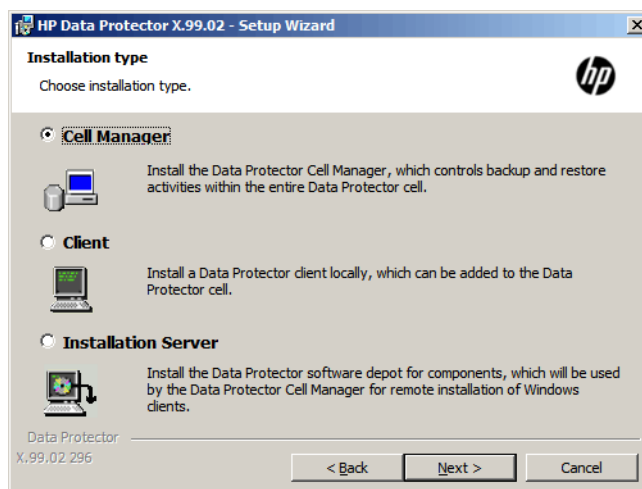 HP Data Protector X.99.02 - Setup Wizard
Installation type
Choose installation type.
hp
Cell Manager
Install the Data Protector Cell Manager, which controls backup and restore
activities within the entire Data Protector cell.
Client
Install a Data Protector client locally, which can be added to the Data
Protector cell.
Installation Server
Install the Data Protector software depot for components, which will be used
by the Data Protector Cell Manager for remote installation of Windows
clients.
Data Protector
X.99.02 296
< Back Next > Cancel